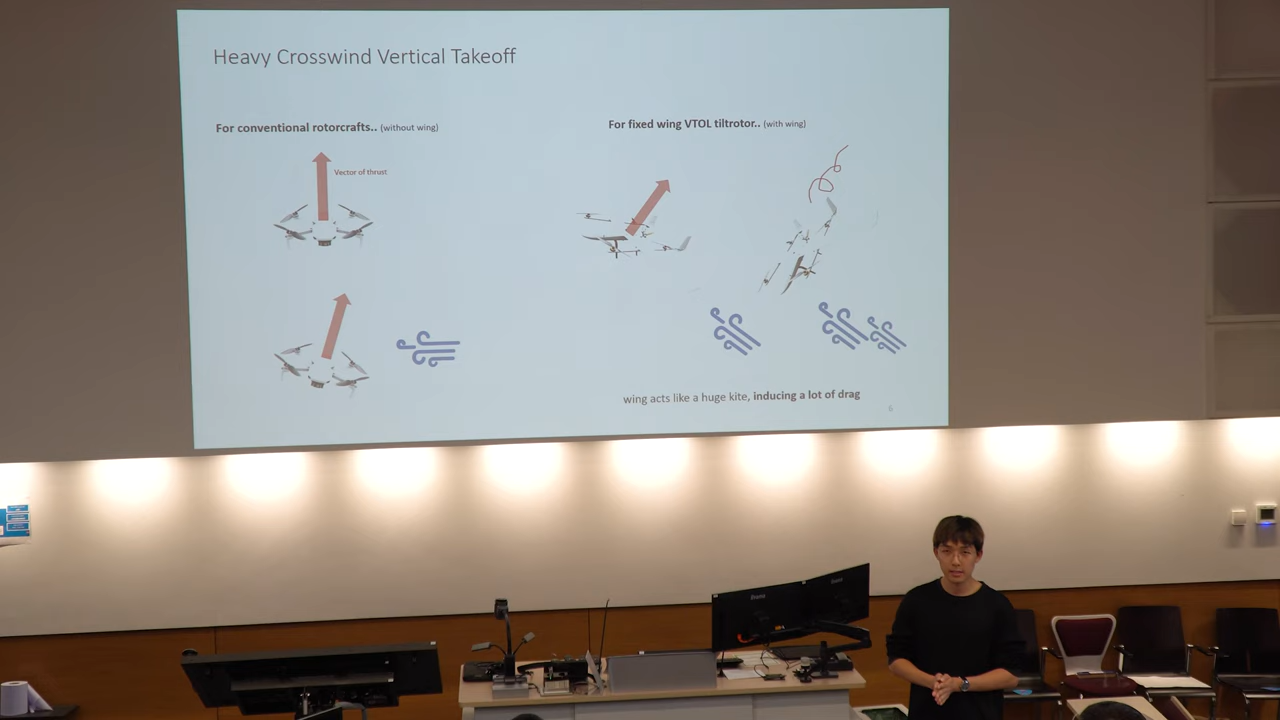 Heavy Crosswind Vertical Takeoff
For conventional rotorcrafts.. (without wing)
Vector of thrust
For fixed wing VTOL tiltrotor.. (with wing)
wing acts like a huge kite, inducing a lot of drag
6